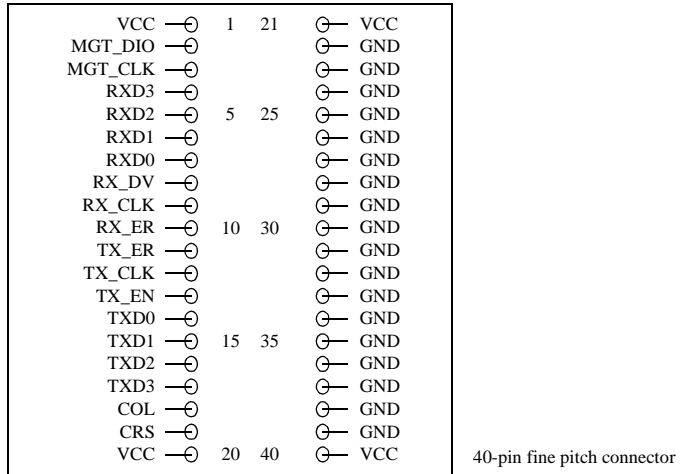 VCC 1 21 VCC
MGT_DIO GND
MGT_CLK GND
RXD3 GND
RXD2 5 25 GND
RXD1 GND
RXD0 GND
RX_DV GND
RX_CLK GND
RX_ER 10 30 GND
TX_ER GND
TX_CLK GND
TX_EN GND
TXD0 GND
TXD1 15 35 GND
TXD2 GND
TXD3 GND
COL GND
CRS GND
VCC 20 40 VCC
40-pin fine pitch connector